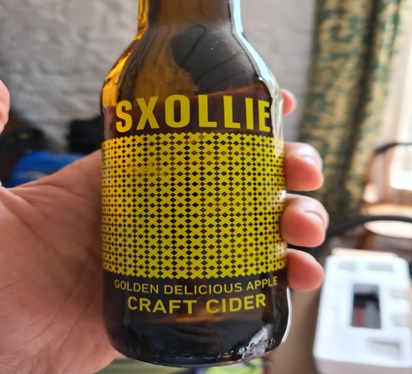 SXOLLIE
GOLDEN DELICIOUS APPLE
CRAFT CIDER